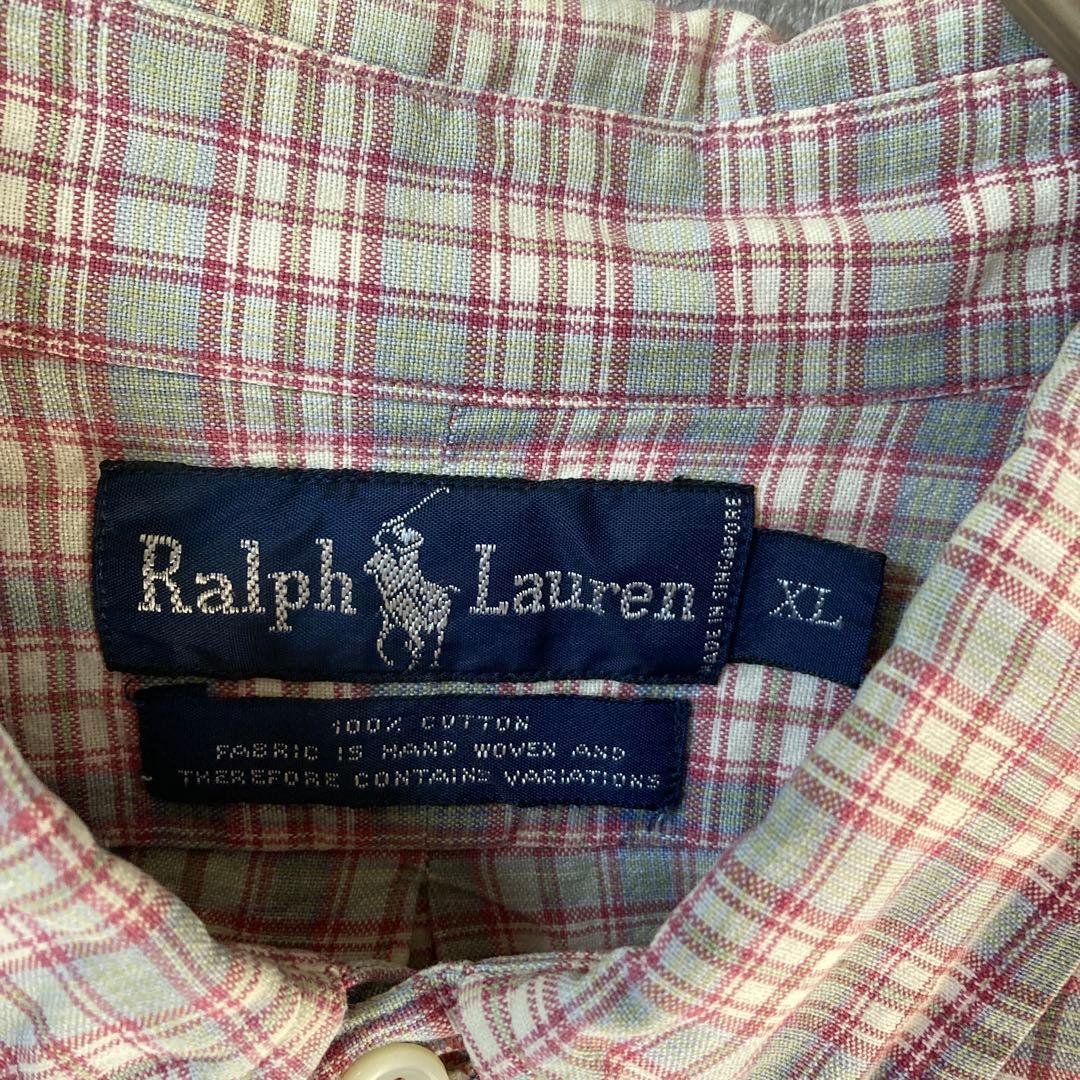 Ralph Lauren
MADE IN SINGAPORE
XL
100% COTTON
FABRIC IS HAND WOVEN AND
THEREFORE CONTAINS VARIATIONS